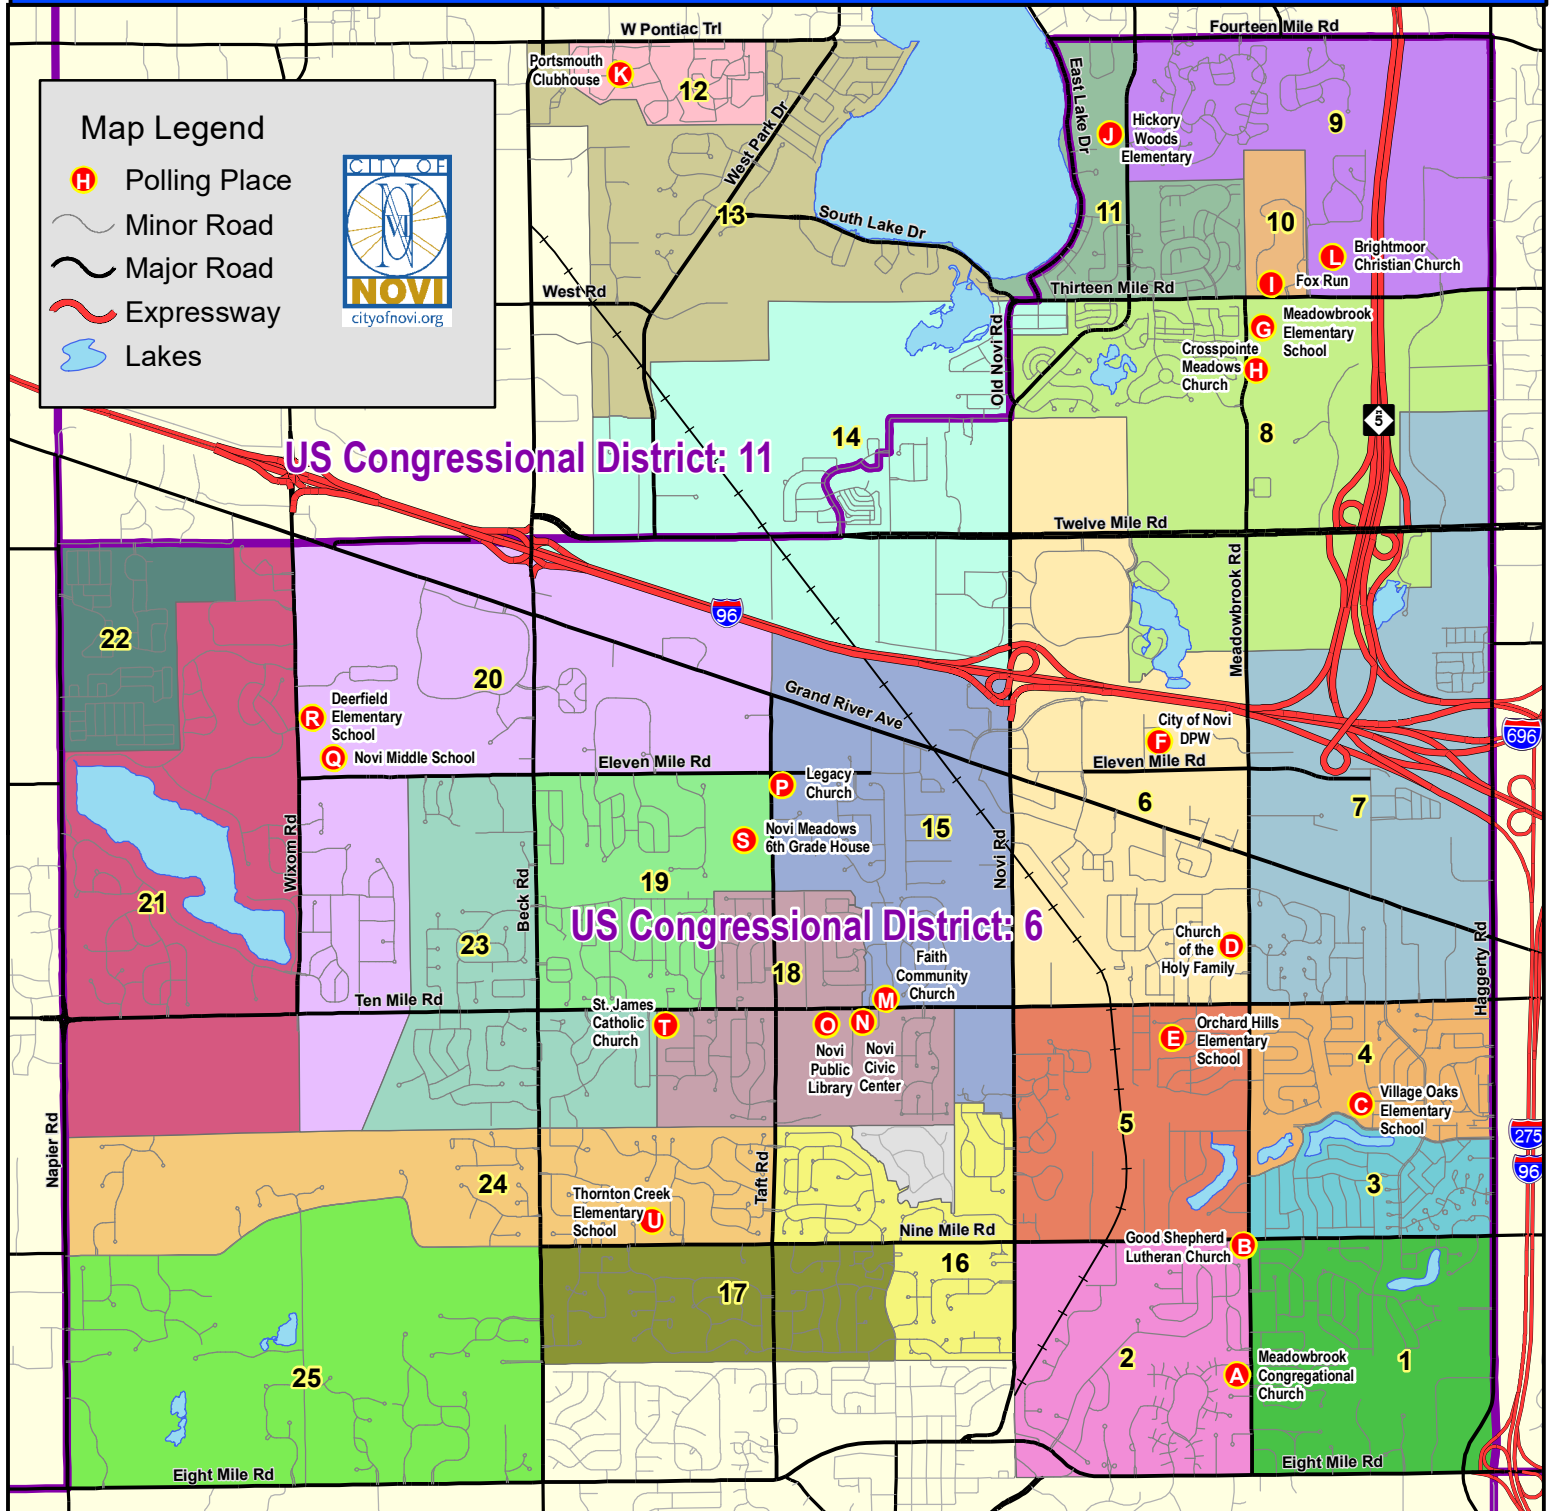 W Pontiac Trl
Fourteen Mile Rd
Portsmouth
Clubhouse
K
12
East Lake Dr
J
Hickory
Woods
Elementary
9
Map Legend
H Polling Place
Minor Road
Major Road
Expressway
Lakes
CITY OF
NOVI
cityofnovi.org
West Park Dr
13
South Lake Dr
11
10
L
Brightmoor
Christian Church
I
Fox Run
West Rd
Thirteen Mile Rd
Old Novi Rd
G
Meadowbrook
Elementary
School
Crosspointe
Meadows
Church
H
M
5
8
14
US Congressional District: 11
Twelve Mile Rd
Meadowbrook Rd
22
96
20
Grand River Ave
R
Deerfield
Elementary
School
Q
Novi Middle School
City of Novi
DPW
F
696
Eleven Mile Rd
Eleven Mile Rd
P
Legacy
Church
6
7
S
Novi Meadows
6th Grade House
15
Novi Rd
Wixom Rd
Beck Rd
19
21
US Congressional District: 6
23
18
Faith
Community
Church
M
Church
of the
Holy Family
D
Haggerty Rd
Ten Mile Rd
St. James
Catholic
Church
T
O
N
Novi
Public
Library
Novi
Civic
Center
E
Orchard Hills
Elementary
School
4
C
Village Oaks
Elementary
School
5
275
96
Napier Rd
24
Taft Rd
3
Thornton Creek
Elementary
School
U
Nine Mile Rd
Good Shepherd
Lutheran Church
B
16
17
25
2
A
Meadowbrook
Congregational
Church
1
Eight Mile Rd
Eight Mile Rd